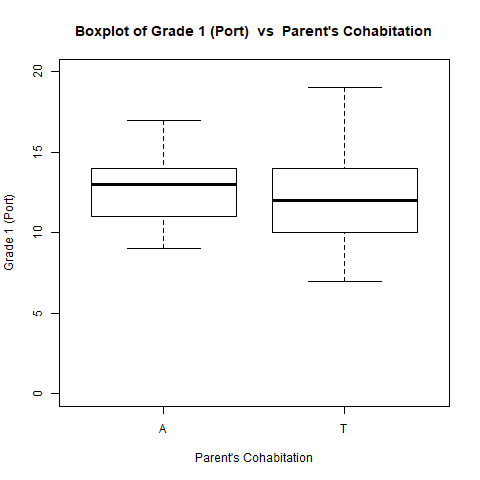 Boxplot of Grade 1 (Port)  vs  Parent's Cohabitation
Grade 1 (Port)
20
15
10
5
0
A
T
Parent's Cohabitation